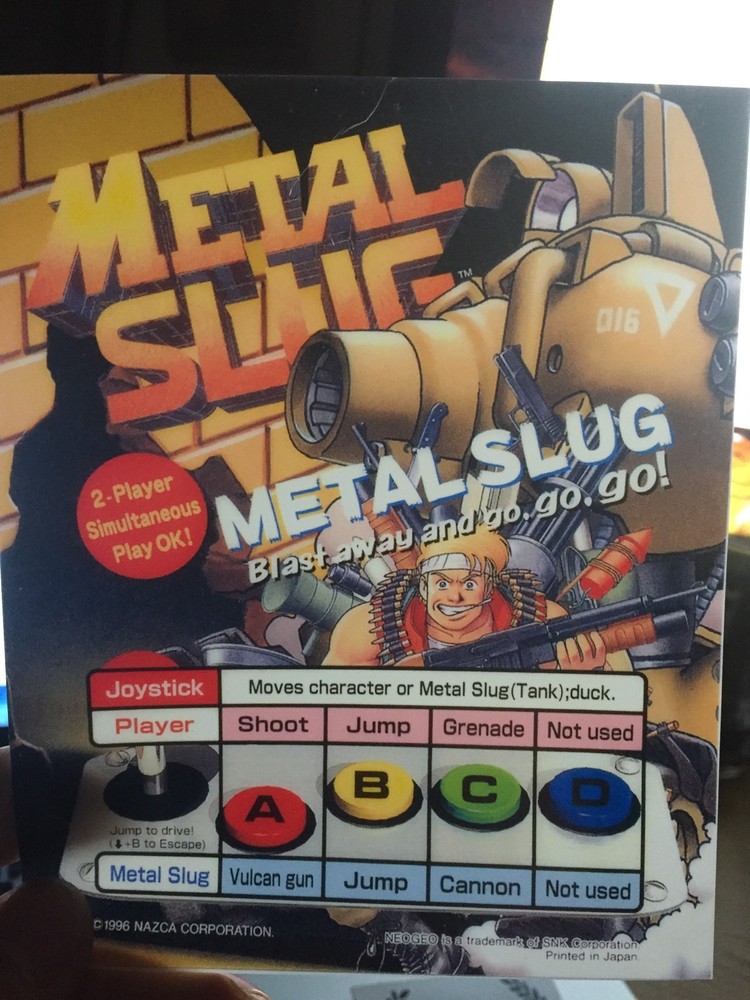 METAL
SLUG™
016
METAL SLUG
Blast away and go, go, go!
2-Player
Simultaneous
Play OK!
Joystick Moves character or Metal Slug(Tank);duck.
Player Shoot Jump Grenade Not used
A B C D
Jump to drive!
(⬇+B to Escape)
Metal Slug Vulcan gun Jump Cannon Not used
C 1996 NAZCA CORPORATION.
NEOGEO is a trademark of SNK Corporation.
Printed in Japan.